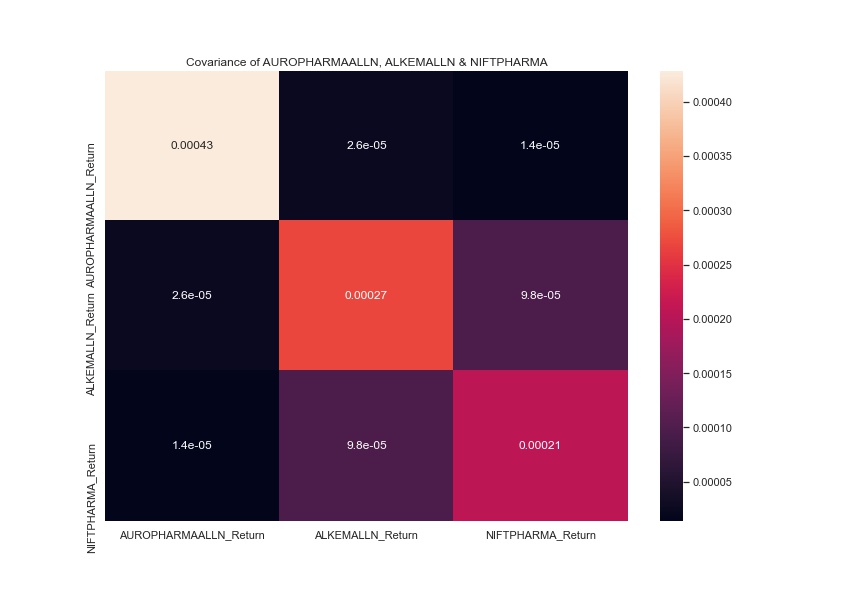 Covariance of AUROPHARMAALLN, ALKEMALLN & NIFTPHARMA
AUROPHARMAALLN_Return
0.00043
2.6e-05
1.4e-05
ALKEMALLN_Return
2.6e-05
0.00027
9.8e-05
NIFTPHARMA_Return
1.4e-05
9.8e-05
0.00021
AUROPHARMAALLN_Return
ALKEMALLN_Return
NIFTPHARMA_Return
0.00040
0.00035
0.00030
0.00025
0.00020
0.00015
0.00010
0.00005